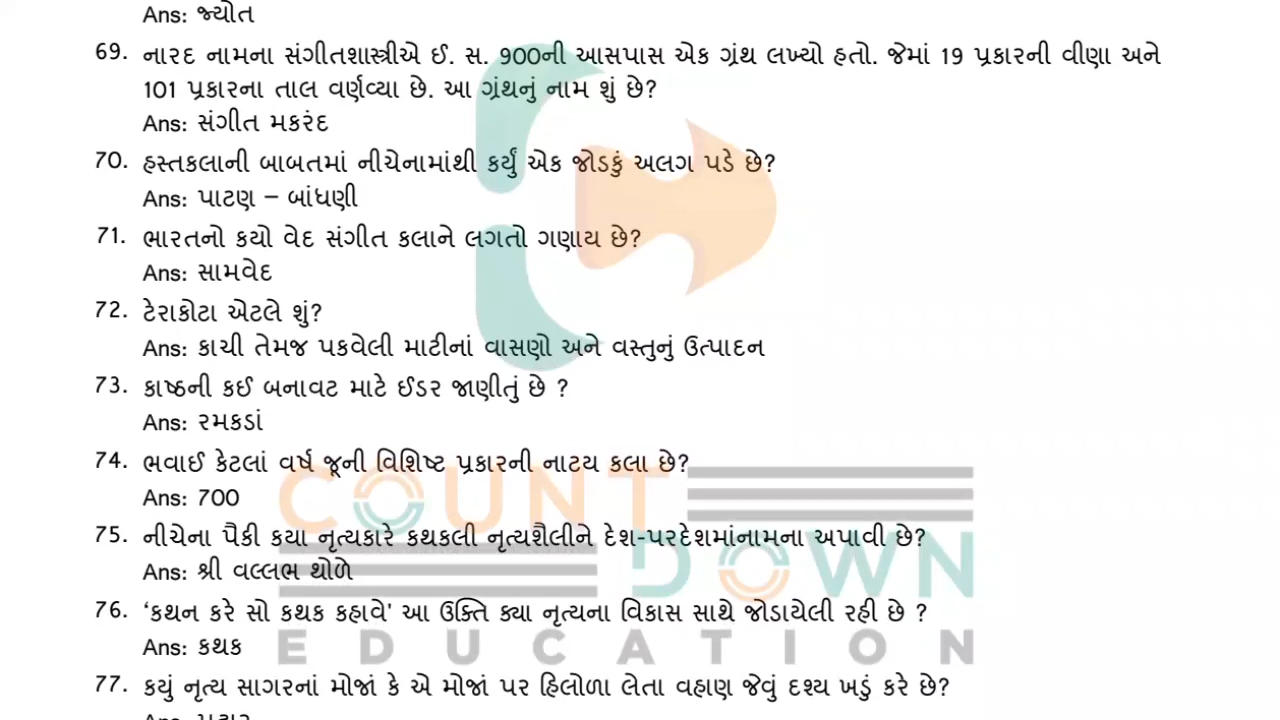 Ans: જ્યોત
69. નારદ નામના સંગીતશાસ્ત્રીએ ઈ. સ. 900ની આસપાસ એક ગ્રંથ લખ્યો હતો. જેમાં 19 પ્રકારની વીણા અને
101 પ્રકારના તાલ વર્ણવ્યા છે. આ ગ્રંથનું નામ શું છે?
Ans: સંગીત મકરંદ
70. હસ્તકલાની બાબતમાં નીચેનામાંથી કર્યું એક જોડકું અલગ પડે છે?
Ans: પાટણ – બાંધણી
71. ભારતનો કયો વેદ સંગીત કલાને લગતો ગણાય છે?
Ans: સામવેદ
72. ટેરાકોટા એટલે શું?
Ans: કાચી તેમજ પકવેલી માટીનાં વાસણો અને વસ્તુનું ઉત્પાદન
73. કાષ્ઠની કઈ બનાવટ માટે ઈડર જાણીતું છે ?
Ans: રમકડાં
74. ભવાઈ કેટલાં વર્ષ જૂની વિશિષ્ટ પ્રકારની નાટય કલા છે?
Ans: 700
75. નીચેના પૈકી કયા નૃત્યકારે કથકલી નૃત્યશૈલીને દેશ-પરદેશમાંનામના અપાવી છે?
Ans: શ્રી વલ્લભ થોળે
76. ‘કથન કરે સો કથક કહાવે' આ ઉક્તિ ક્યા નૃત્યના વિકાસ સાથે જોડાયેલી રહી છે ?
Ans: કથક
77. કયું નૃત્ય સાગરનાં મોજાં કે એ મોજાં પર હિલોળા લેતા વહાણ જેવું દશ્ય ખડું કરે છે?
Ans:
COUNT
DOWN
EDUCATION